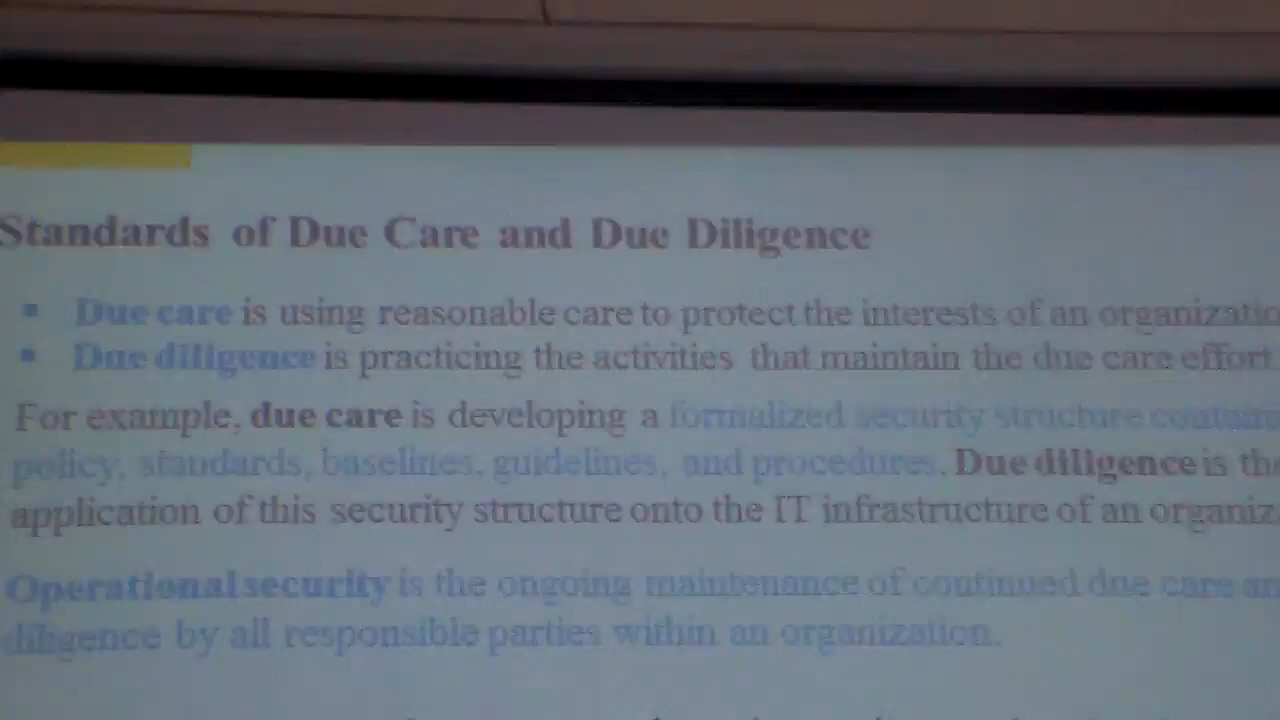 Standards of Due Care and Due Diligence
▪ Due care is using reasonable care to protect the interests of an organizatio
▪ Due diligence is practicing the activities that maintain the due care effort.
For example, due care is developing a formalized security structure contain
policy, standards, baselines, guidelines, and procedures. Due diligence is the
application of this security structure onto the IT infrastructure of an organiz
Operational security is the ongoing maintenance of continued due care an
diligence by all responsible parties within an organization.